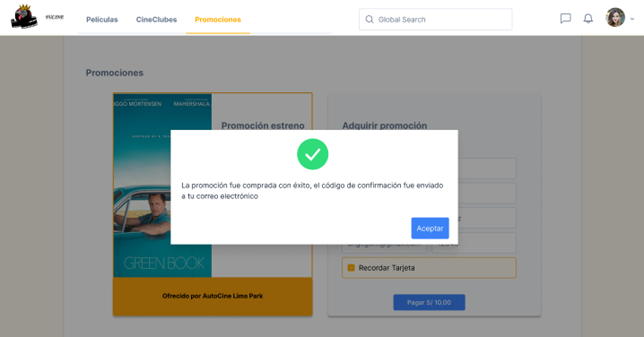 YUCINE
Películas
CineClubes
Promociones
Global Search
Promociones
IGGO MORTENSEN
MAHERSHALA
Promoción estreno
Adquirir promoción
La promoción fue comprada con éxito, el código de confirmación fue enviado
a tu correo electrónico
Aceptar
GREEN BOOK
Recordar Tarjeta
Ofrecido por AutoCine Limo Park
Pagar S/ 10.00